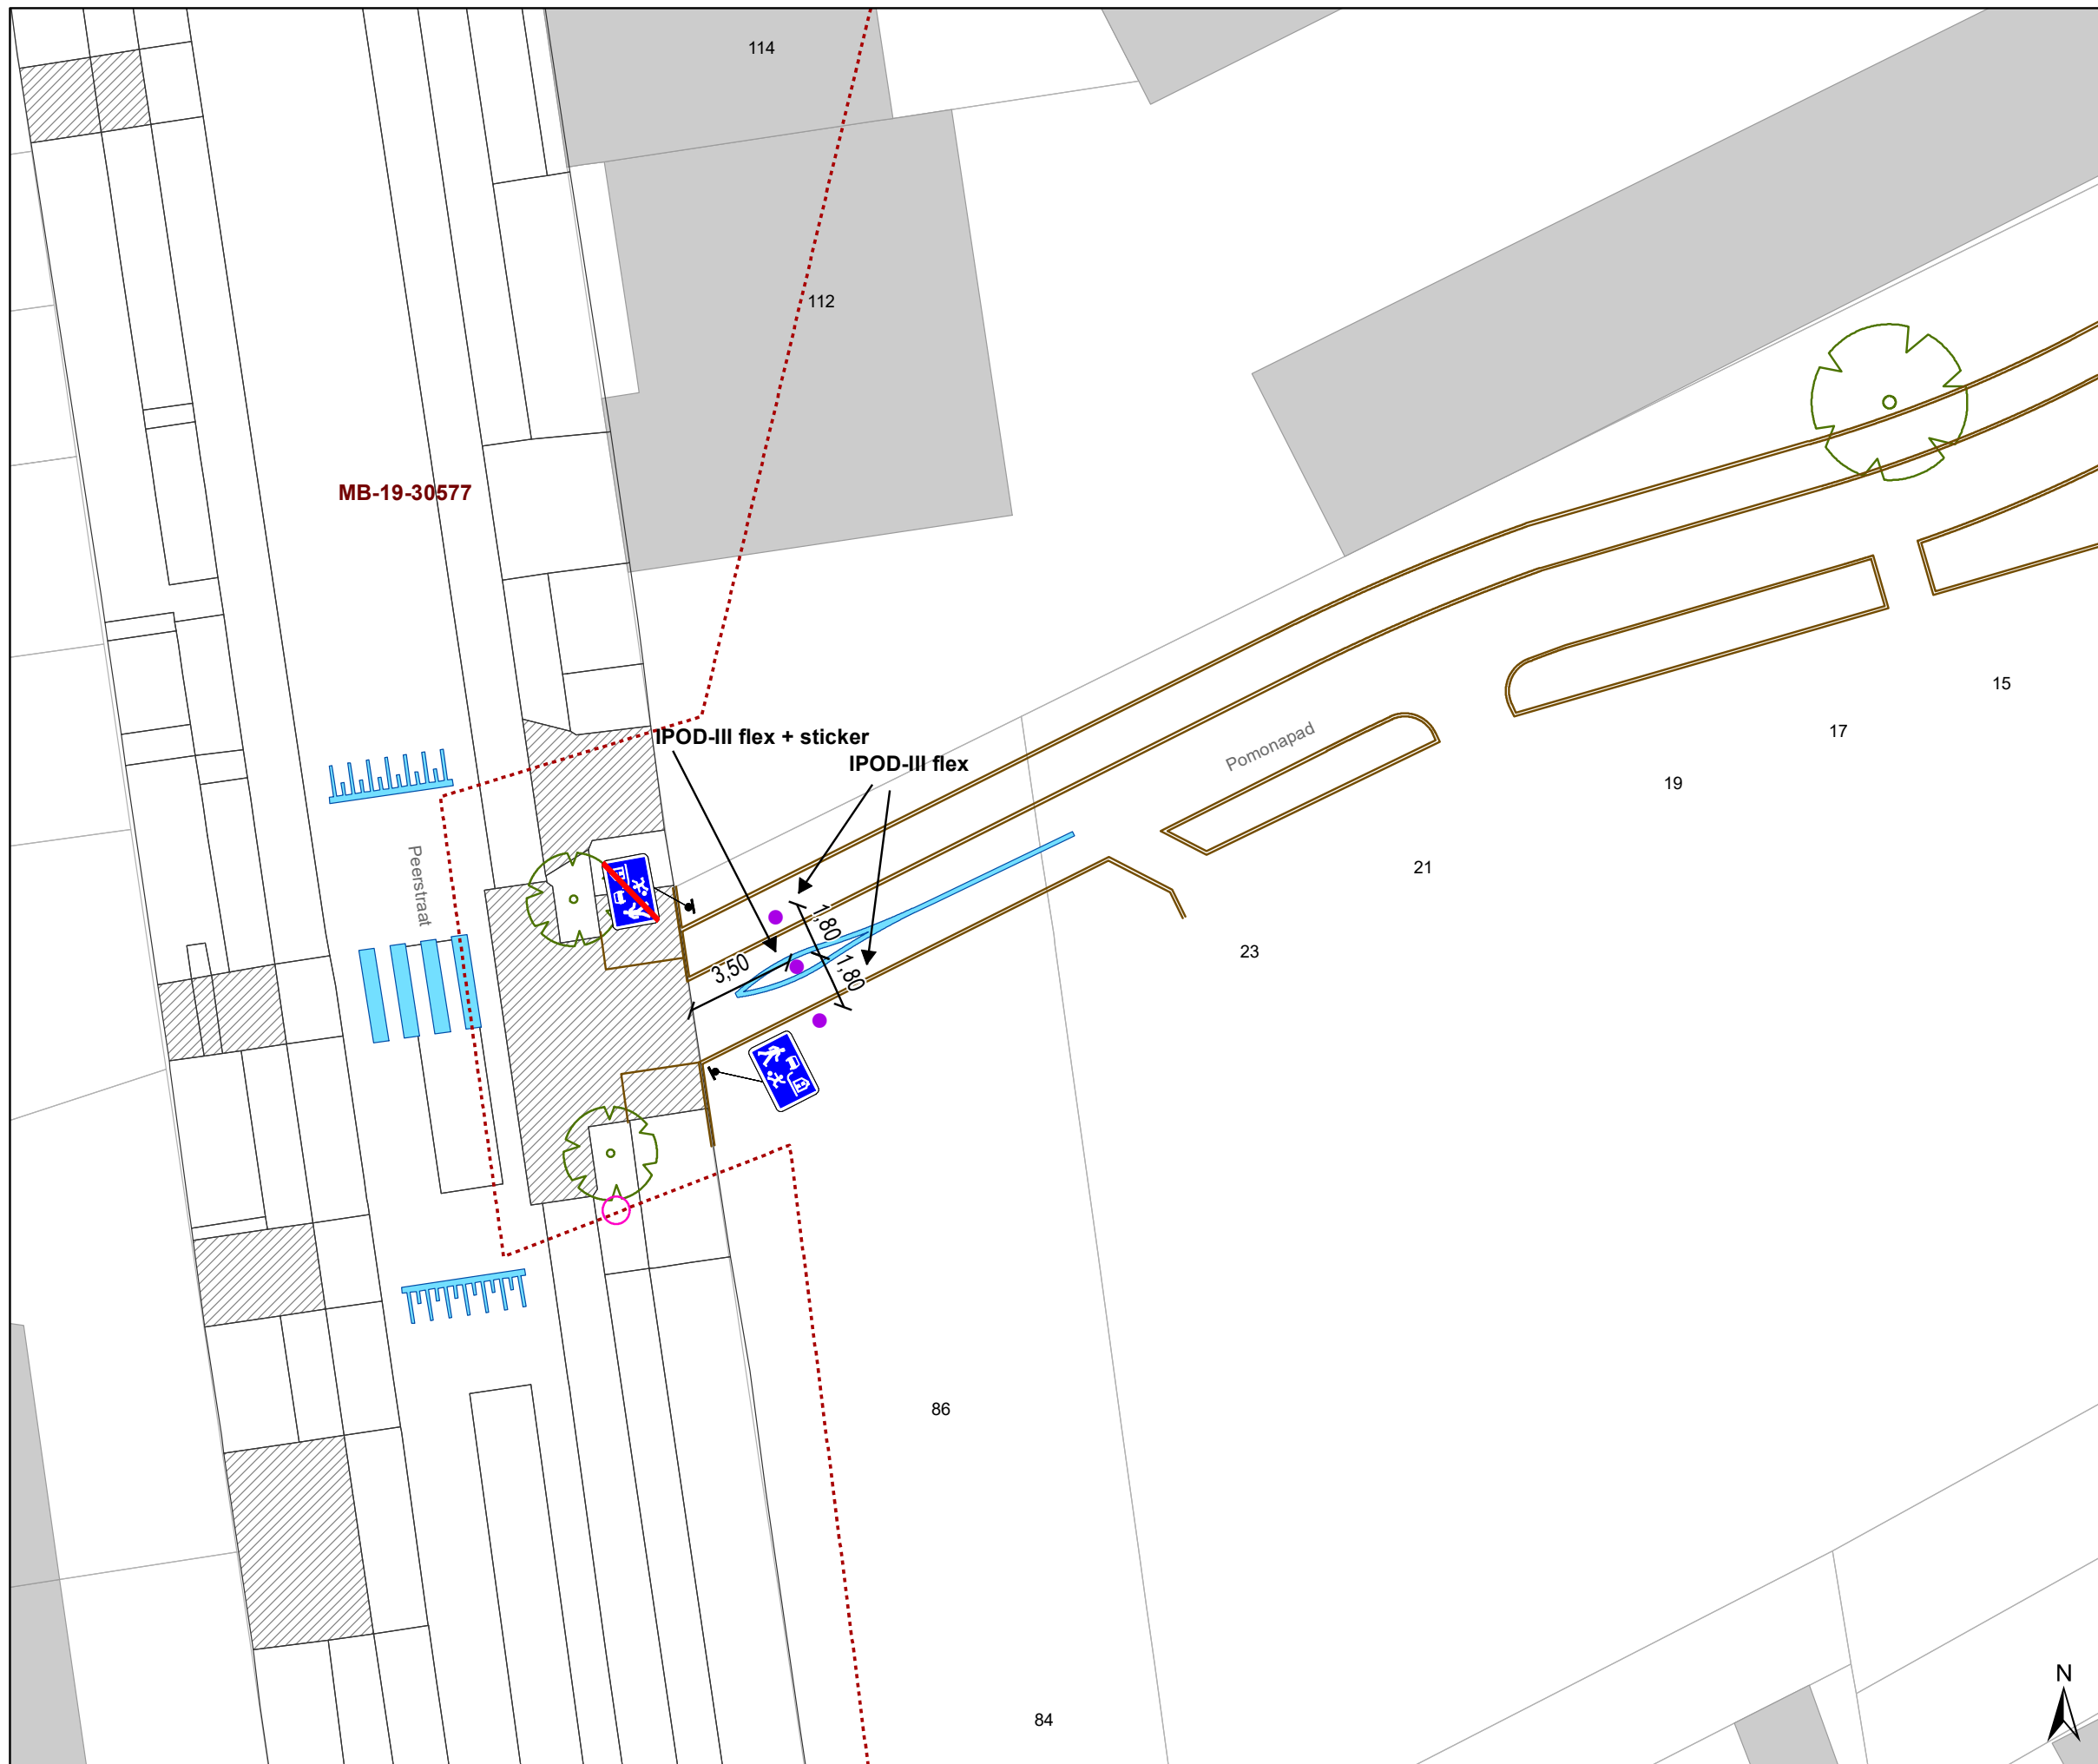 114
112
MB-19-30577
15
IPOD-III flex + sticker
17
Pomonapad
IPOD-III flex
19
Peerstraat
21
1,80
23
3,50
1,80
86
N
84